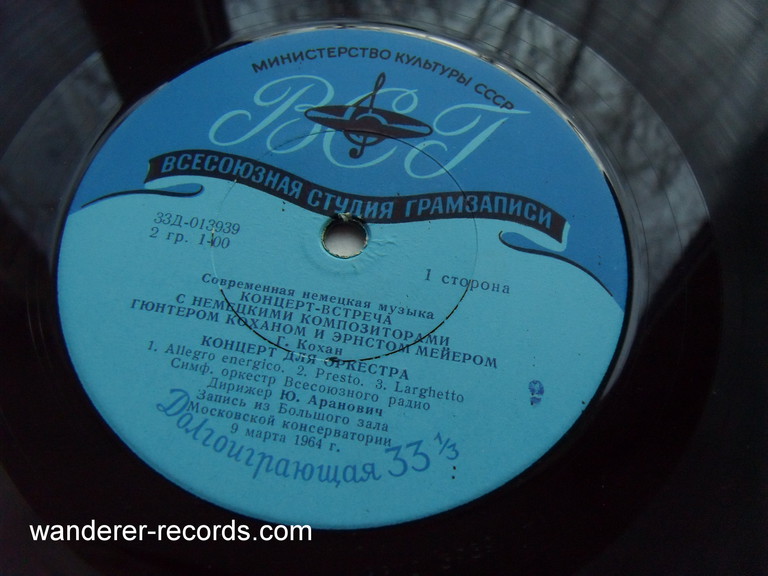 МИНИСТЕРСТВО КУЛЬТУРЫ СССР
ВСГ
ВСЕСОЮЗНАЯ СТУДИЯ ГРАМЗАПИСИ
33Д-013939
2 гр. 1-00
1 сторона
Современная немецкая музыка
КОНЦЕРТ-ВСТРЕЧА
С НЕМЕЦКИМИ КОМПОЗИТОРАМИ
ГЮНТЕРОМ КОХАНОМ И ЭРНСТОМ МЕЙЕРОМ
Г. Кохан
КОНЦЕРТ ДЛЯ ОРКЕСТРА
1. Allegro energico. 2. Presto. 3. Larghetto
Симф. оркестр Всесоюзного радио
Дирижер Ю. Аранович
Запись из Большого зала
Московской консерватории
9 марта 1964 г.
Долгоиграющая 33 1/3
wanderer-records.com